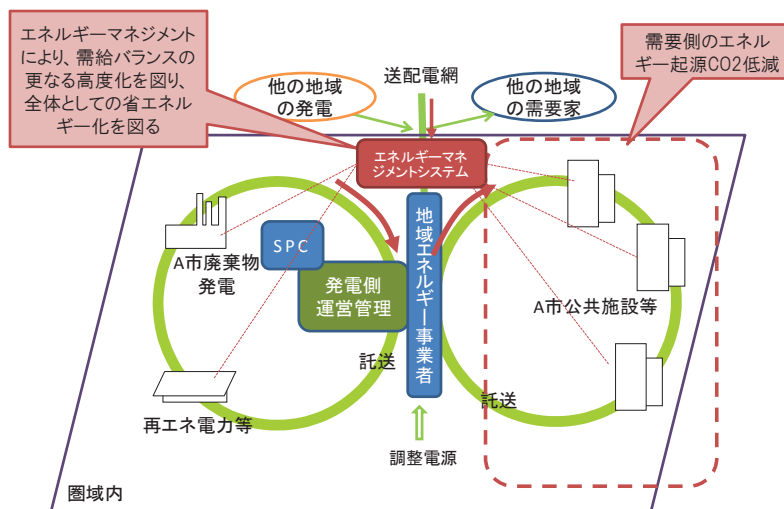 エネルギーマネジメント
により、需給バランスの
更なる高度化を図り、
全体としての省エネル
ギー化を図る
他の地域
の発電
送配電網
他の地域
の需要家
需要側のエネル
ギー起源CO2低減
エネルギーマネ
ジメントシステム
A市廃棄物
発電
SPC
発電側
運営管理
地域エネルギー事業者
A市公共施設等
託送
託送
再エネ電力等
調整電源
圏域内